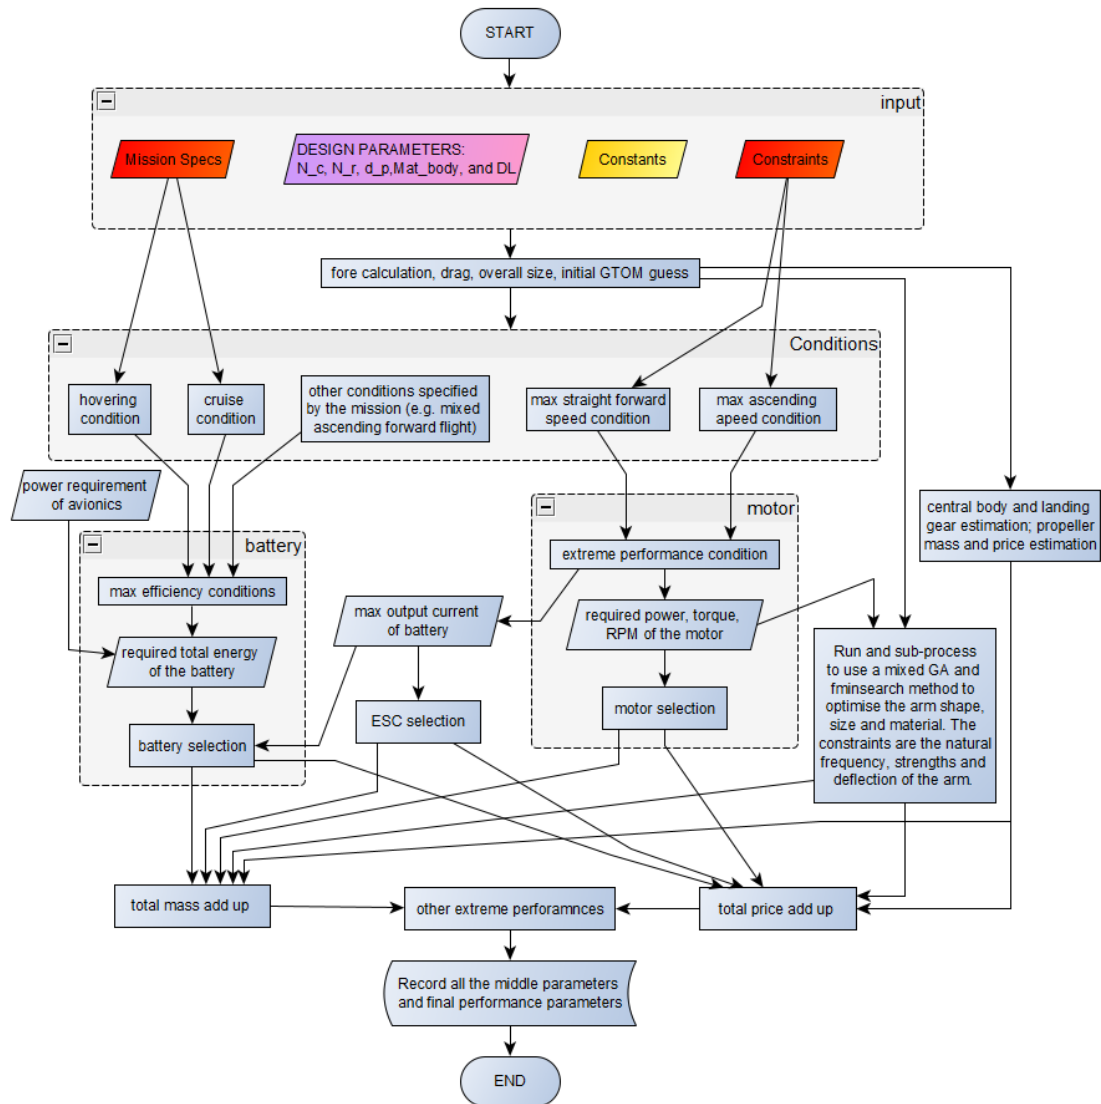 START
input
Mission Specs
DESIGN PARAMETERS:
N_c, N_r, d_p,Mat_body, and DL
Constants
Constraints
fore calculation, drag, overall size, initial GTOM guess
Conditions
hovering
condition
cruise
condition
other conditions specified
by the mission (e.g. mixed
ascending forward flight)
max straight forward
speed condition
max ascending
apeed condition
power requirement
of avionics
battery
motor
central body and landing
gear estimation; propeller
mass and price estimation
extreme performance condition
max efficiency conditions
max output current
of battery
required power, torque,
RPM of the motor
required total energy
of the battery
Run and sub-process
to use a mixed GA and
fminsearch method to
optimise the arm shape,
size and material. The
constraints are the natural
frequency, strengths and
deflection of the arm.
battery selection
ESC selection
motor selection
total mass add up
other extreme perforamnces
total price add up
Record all the middle parameters
and final performance parameters
END